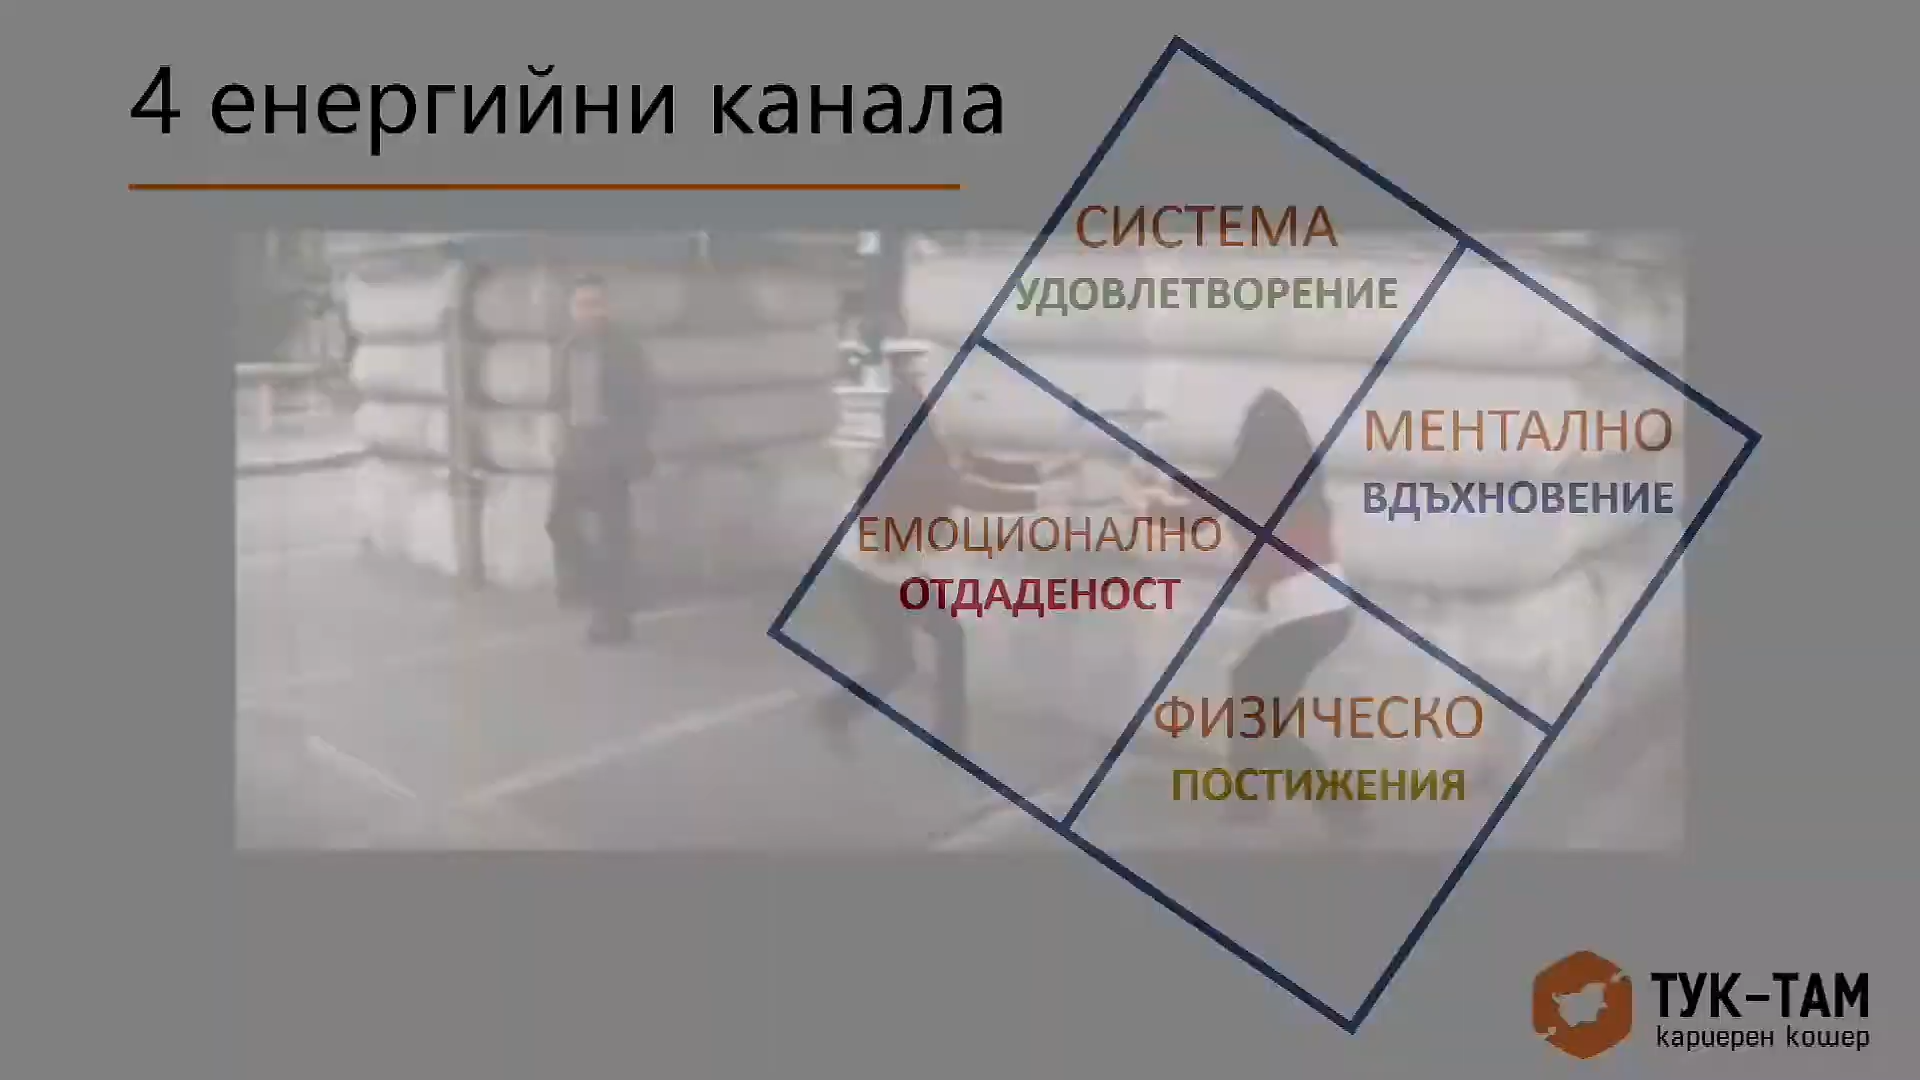 4 енергийни канала
СИСТЕМА
УДОВЛЕТВОРЕНИЕ
МЕНТАЛНО
ВДЪХНОВЕНИЕ
ЕМОЦИОНАЛНО
ОТДАДЕНОСТ
ФИЗИЧЕСКО
ПОСТИЖЕНИЯ
ТУК-ТАМ
кариерен кошер